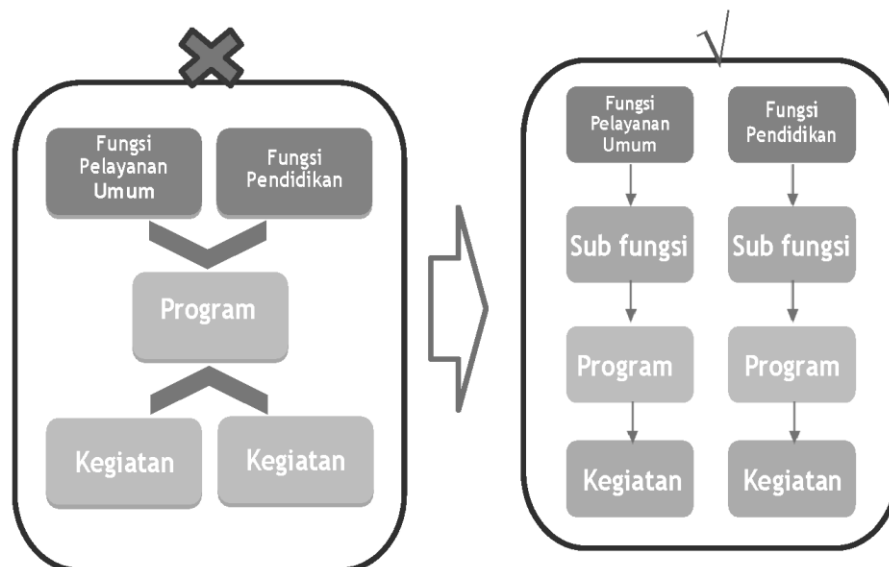 Fungsi
Pelayanan
Umum
Fungsi
Pendidikan
Program
Kegiatan
Kegiatan
√
Fungsi
Pelayanan
Umum
Fungsi
Pendidikan
Sub fungsi
Sub fungsi
Program
Program
Kegiatan
Kegiatan